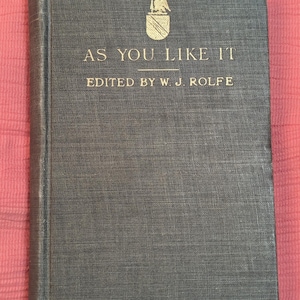 AS YOU LIKE IT
EDITED BY W. J. ROLFE